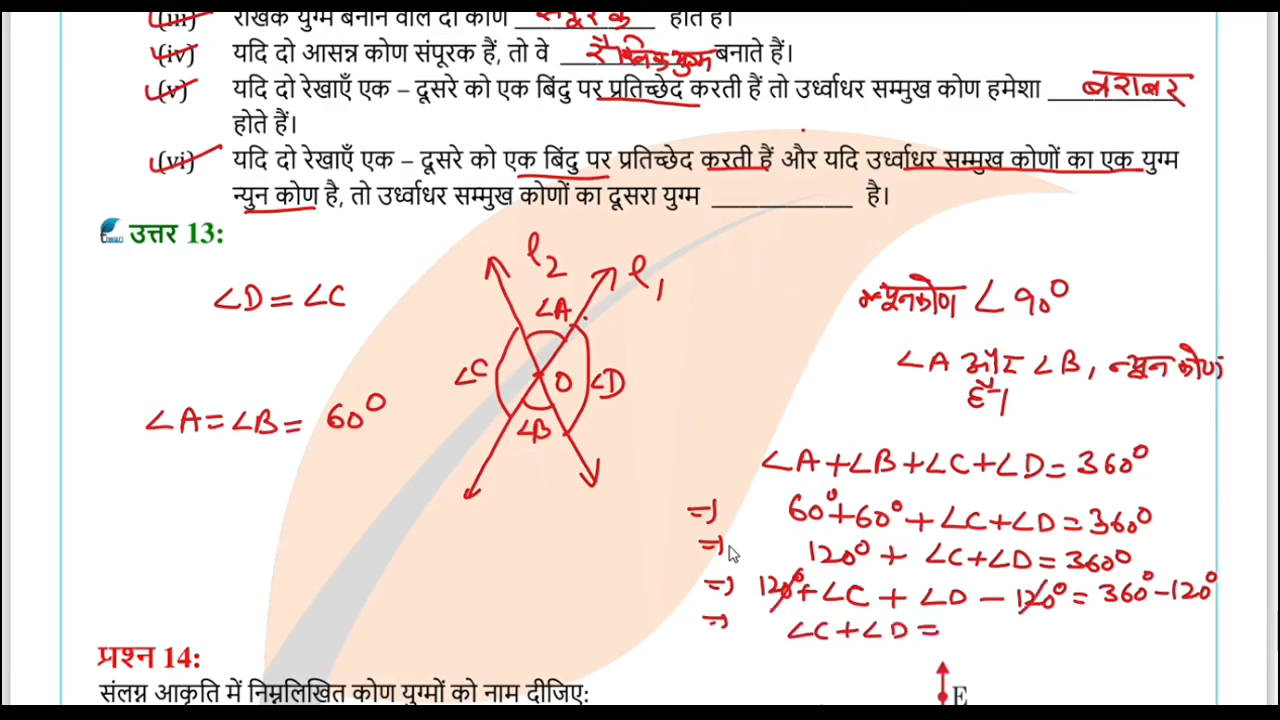 (iii) रैखिक युग्म बनाने वाले दो कोण संपूरक होते हैं।
(iv) यदि दो आसन्न कोण संपूरक हैं, तो वे रैखिक युग्म बनाते हैं।
(v) यदि दो रेखाएँ एक – दूसरे को एक बिंदु पर प्रतिच्छेद करती हैं तो उर्ध्वाधर सम्मुख कोण हमेशा बराबर
होते हैं।
(vi) यदि दो रेखाएँ एक – दूसरे को एक बिंदु पर प्रतिच्छेद करती हैं और यदि उर्ध्वाधर सम्मुख कोणों का एक युग्म
न्युन कोण है, तो उर्ध्वाधर सम्मुख कोणों का दूसरा युग्म ____________ है।
उत्तर 13:
l2
l1
∠D = ∠C
∠A
∠C
O
∠D
∠B
∠A = ∠B = 60°
न्यूनकोण ∠ 90°
∠A और ∠B, न्यून कोण
है।
∠A + ∠B + ∠C + ∠D = 360°
⇒ 60° + 60° + ∠C + ∠D = 360°
⇒ 120° + ∠C + ∠D = 360°
⇒ 120° + ∠C + ∠D - 120° = 360° - 120°
⇒ ∠C + ∠D =
प्रश्न 14:
संलग्न आकृति में निम्नलिखित कोण युग्मों को नाम दीजिए:
E